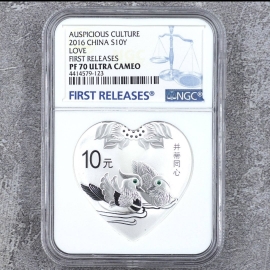 AUSPICIOUS CULTURE
2016 CHINA S10Y
LOVE
FIRST RELEASES
PF 70 ULTRA CAMEO
4414579-123
FIRST RELEASES®
NGC®
10元
并蒂同心